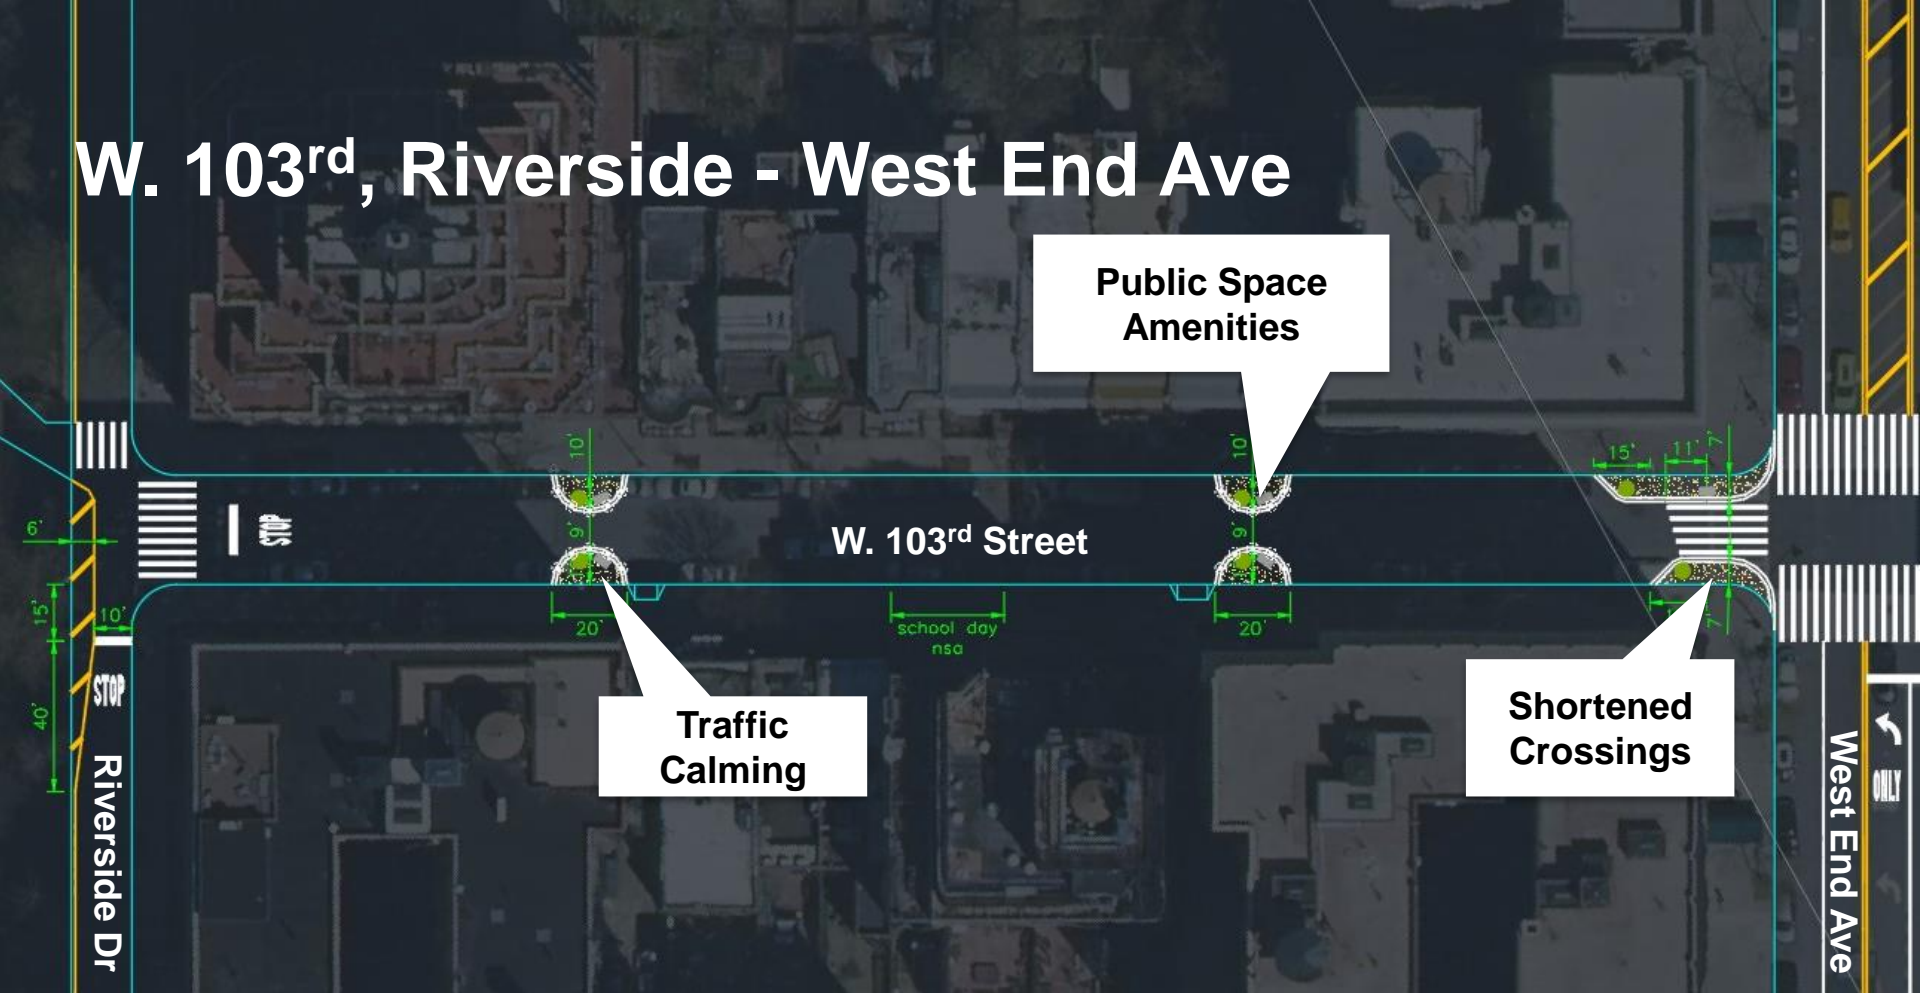 W. 103rd, Riverside - West End Ave
Public Space
Amenities
10'
10'
15'
11'
7'
6'
STOP
9'
W. 103rd Street
9'
15'
10'
20'
school day
nsa
20'
7'
STOP
40'
Traffic
Calming
Shortened
Crossings
ONLY
Riverside Dr
West End Ave